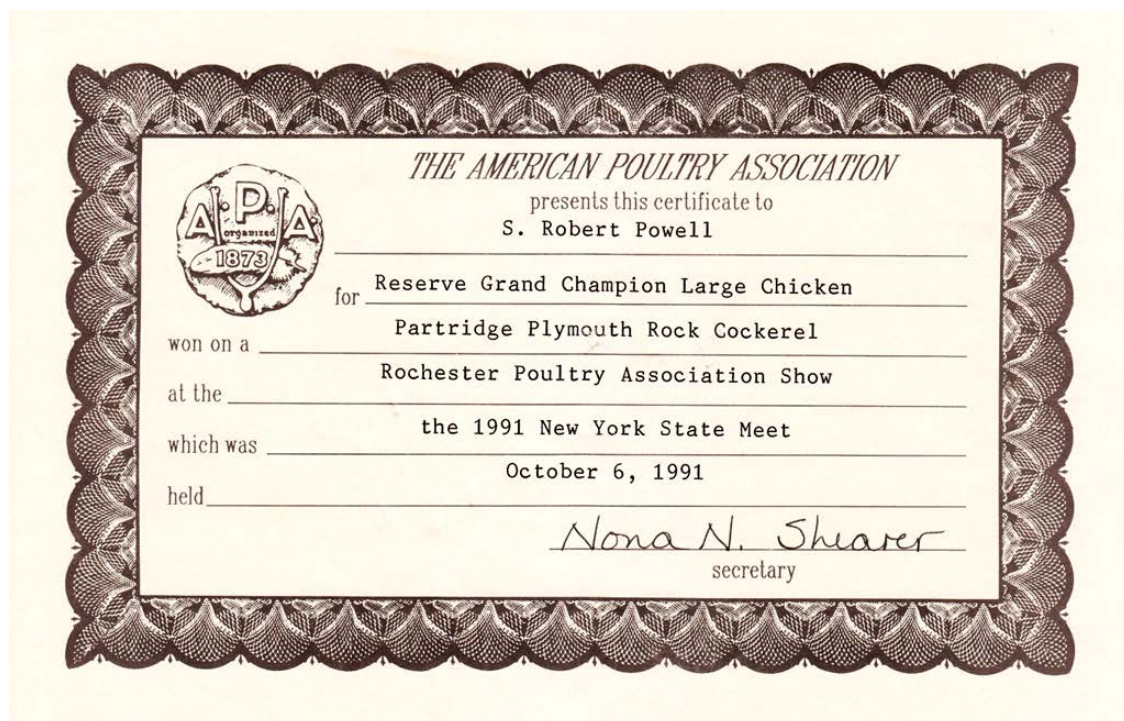 THE AMERICAN POULTRY ASSOCIATION
presents this certificate to
A.P.A.
organized
1873
S. Robert Powell
for Reserve Grand Champion Large Chicken
won on a Partridge Plymouth Rock Cockerel
at the Rochester Poultry Association Show
which was the 1991 New York State Meet
held October 6, 1991
Nona N. Shearer
secretary